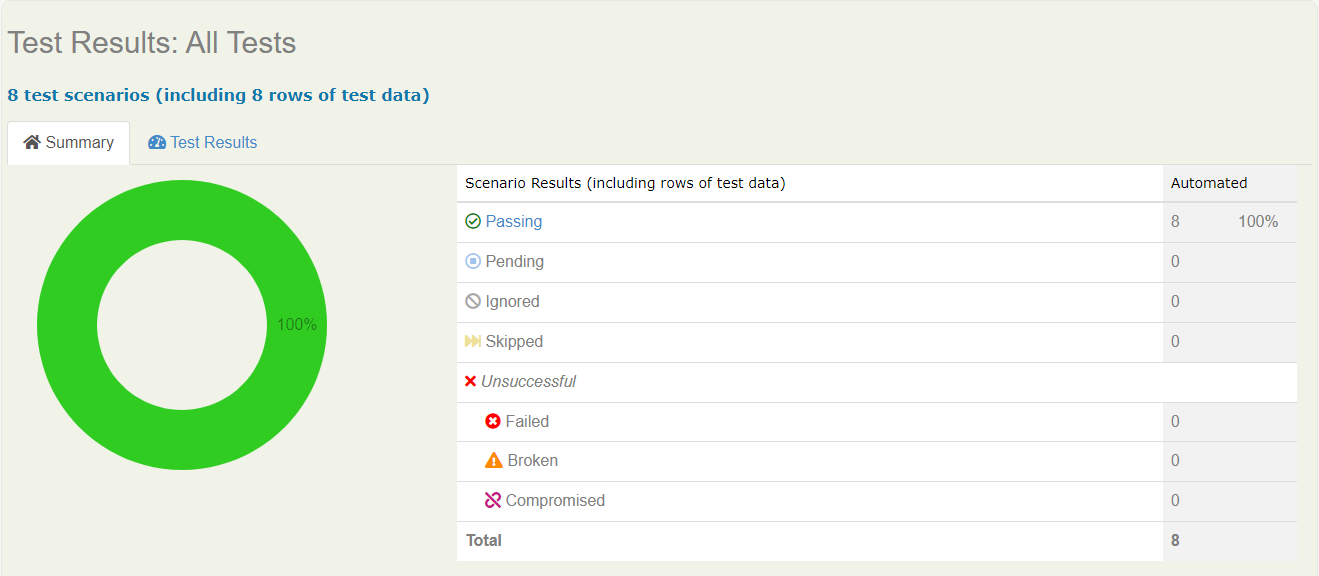 Test Results: All Tests
8 test scenarios (including 8 rows of test data)
Summary Test Results
100%
Scenario Results (including rows of test data) Automated
Passing 8 100%
Pending 0
Ignored 0
Skipped 0
Unsuccessful
Failed 0
Broken 0
Compromised 0
Total 8